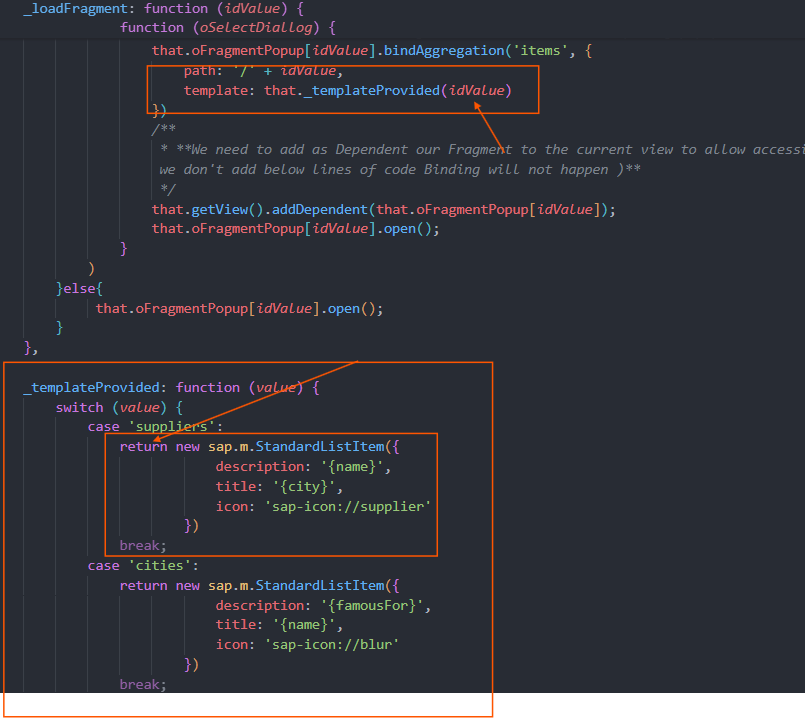 _loadFragment: function (idValue) {
function (oSelectDiallog) {
that.oFragmentPopup[idValue].bindAggregation('items', {
path: '/' + idValue,
template: that._templateProvided(idValue)
})
/**
* **We need to add as Dependent our Fragment to the current view to allow accessi
we don't add below lines of code Binding will not happen )**
*/
that.getView().addDependent(that.oFragmentPopup[idValue]);
that.oFragmentPopup[idValue].open();
}
)
}else{
that.oFragmentPopup[idValue].open();
}
},
_templateProvided: function (value) {
switch (value) {
case 'suppliers':
return new sap.m.StandardListItem({
description: '{name}',
title: '{city}',
icon: 'sap-icon://supplier'
})
break;
case 'cities':
return new sap.m.StandardListItem({
description: '{famousFor}',
title: '{name}',
icon: 'sap-icon://blur'
})
break;